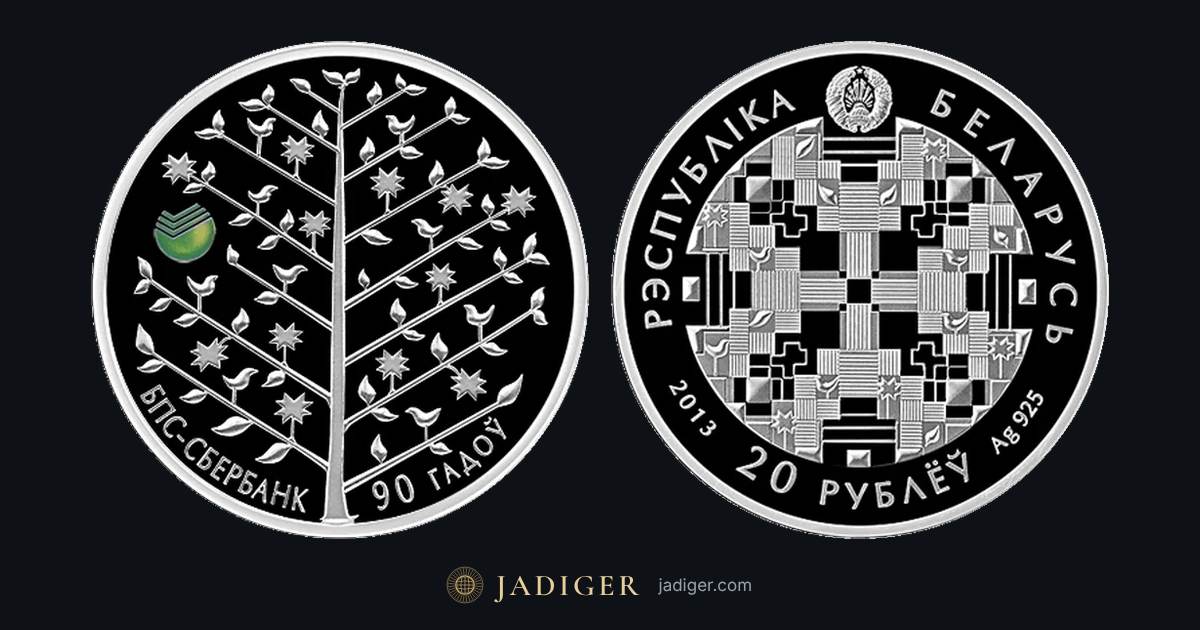 БПС-СБЕРБАНК
90 ГАДОЎ
РЭСПУБЛІКА БЕЛАРУСЬ
2013
20 РУБЛЁЎ
Ag 925
JADIGER
jadiger.com